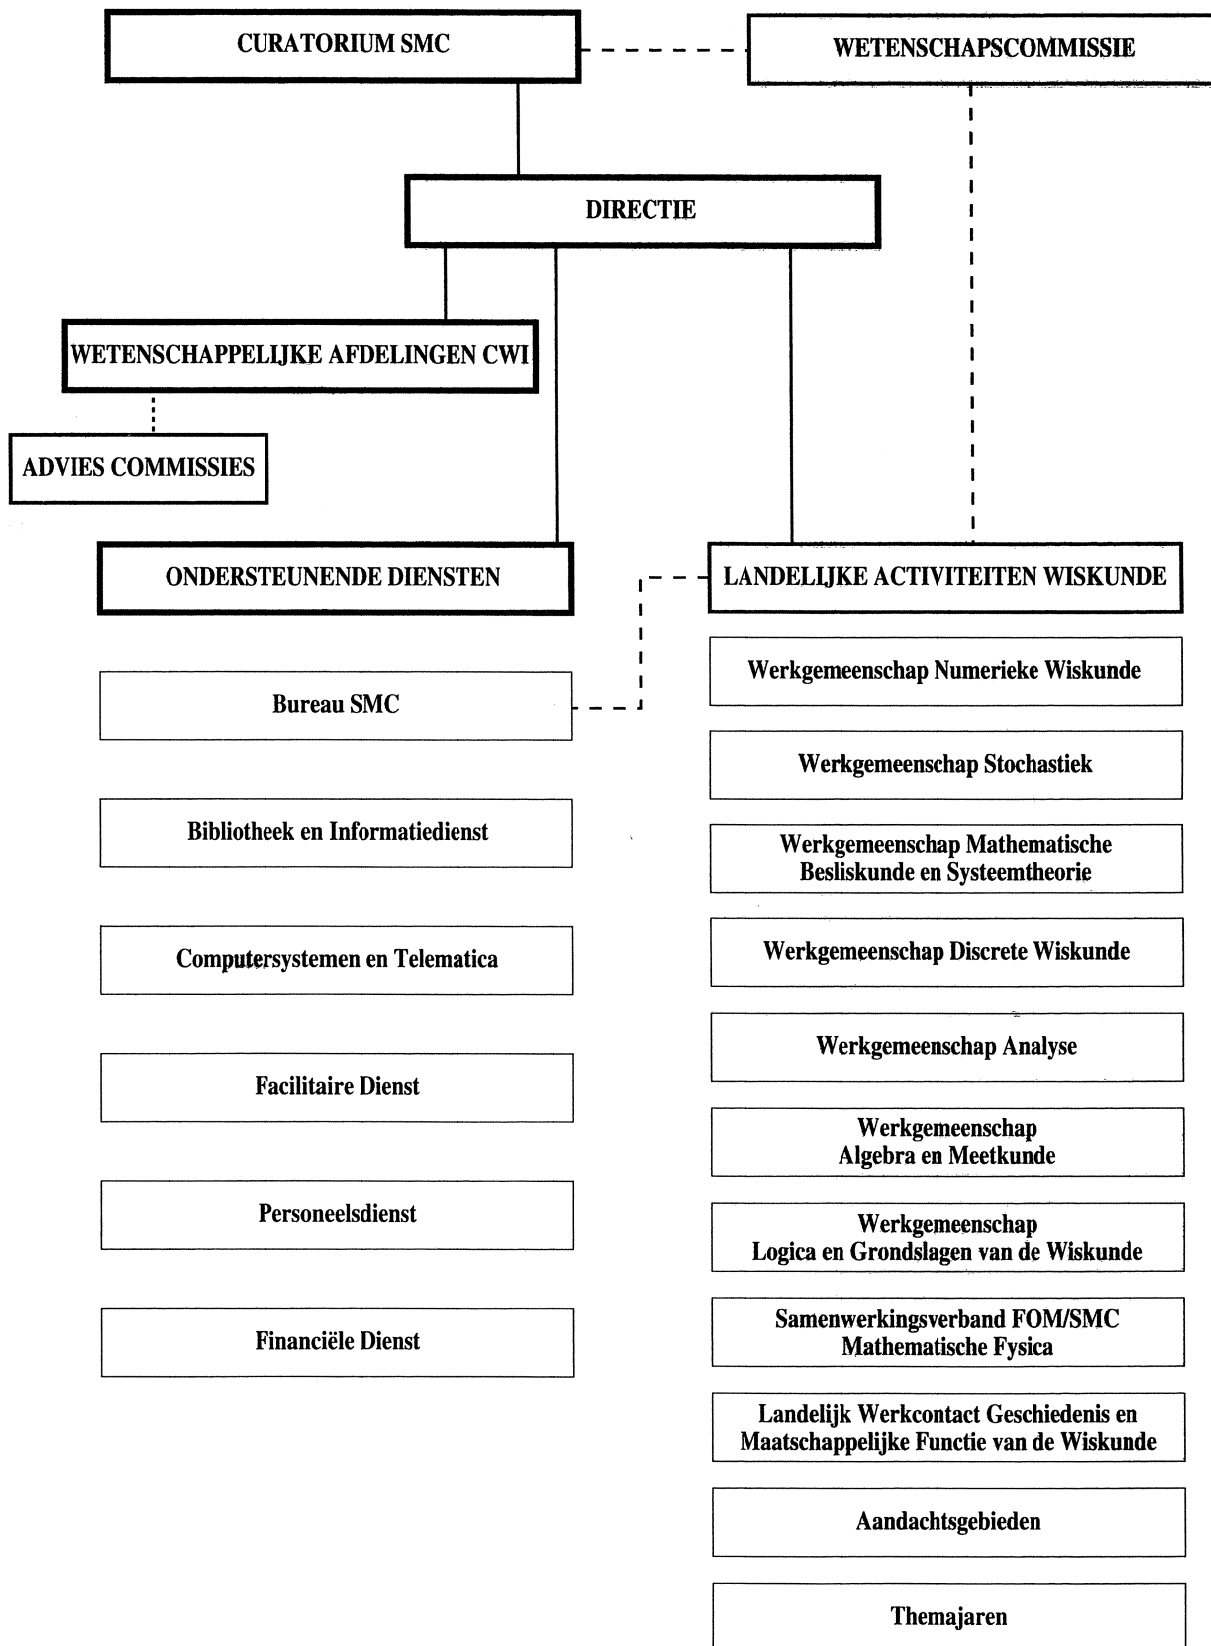 CURATORIUM SMC
WETENSCHAPSCOMMISSIE
DIRECTIE
WETENSCHAPPELIJKE AFDELINGEN CWI
ADVIES COMMISSIES
ONDERSTEUNENDE DIENSTEN
Bureau SMC
Bibliotheek en Informatiedienst
Computersystemen en Telematica
Facilitaire Dienst
Personeelsdienst
Financiële Dienst
LANDELIJKE ACTIVITEITEN WISKUNDE
Werkgemeenschap Numerieke Wiskunde
Werkgemeenschap Stochastiek
Werkgemeenschap Mathematische
Besliskunde en Systeemtheorie
Werkgemeenschap Discrete Wiskunde
Werkgemeenschap Analyse
Werkgemeenschap
Algebra en Meetkunde
Werkgemeenschap
Logica en Grondslagen van de Wiskunde
Samenwerkingsverband FOM/SMC
Mathematische Fysica
Landelijk Werkcontact Geschiedenis en
Maatschappelijke Functie van de Wiskunde
Aandachtsgebieden
Themajaren